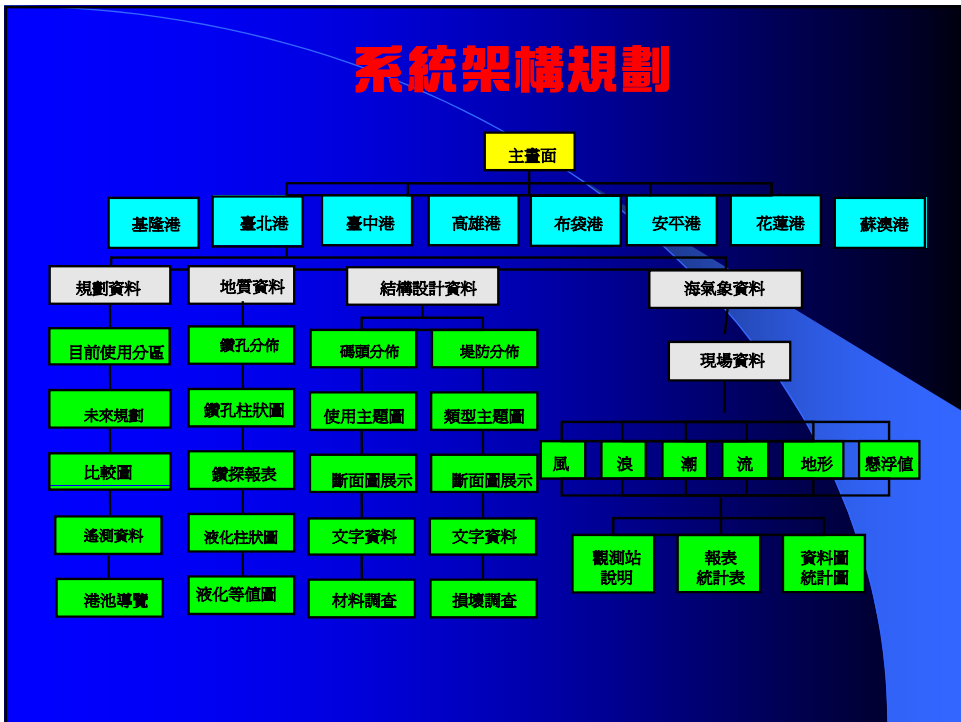 系統架構規劃
主畫面
基隆港
臺北港
臺中港
高雄港
布袋港
安平港
花蓮港
蘇澳港
規劃資料
地質資料
結構設計資料
海氣象資料
目前使用分區
鑽孔分佈
碼頭分佈
堤防分佈
現場資料
未來規劃
鑽孔柱狀圖
使用主題圖
類型主題圖
比較圖
鑽探報表
斷面圖展示
斷面圖展示
風
浪
潮
流
地形
懸浮值
遙測資料
液化柱狀圖
文字資料
文字資料
觀測站
說明
報表
統計表
資料圖
統計圖
港池導覽
液化等值圖
材料調查
損壞調查